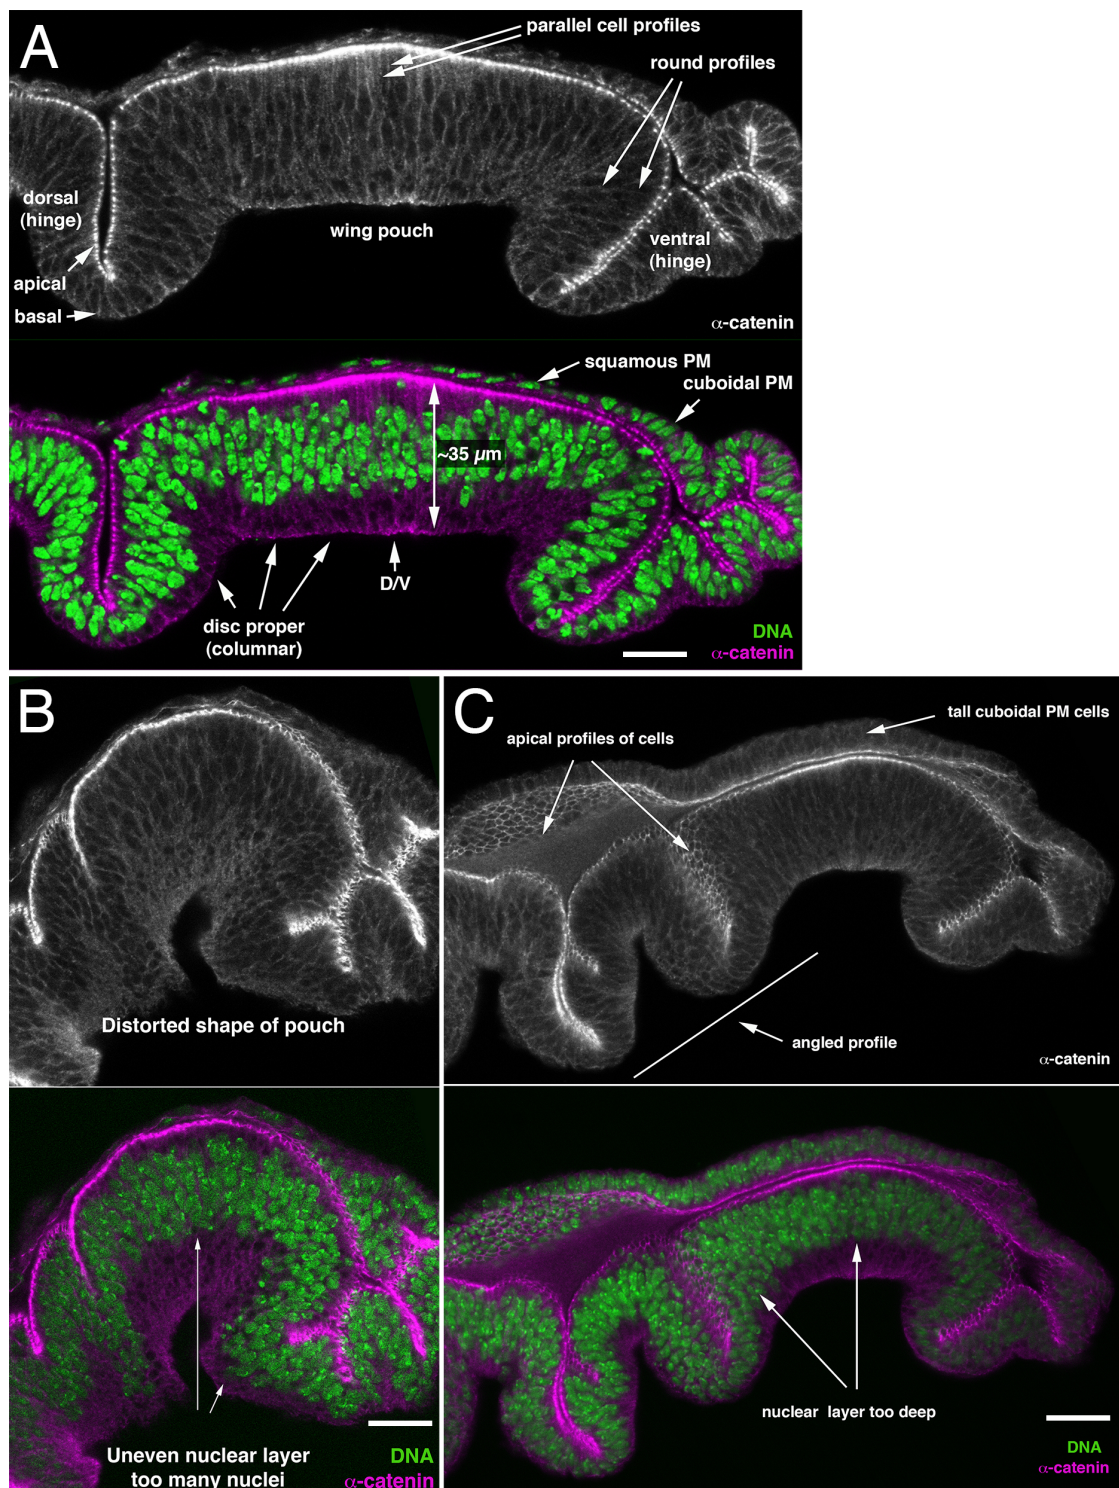 A
parallel cell profiles
round profiles
dorsal
(hinge)
wing pouch
ventral
(hinge)
apical
basal
α-catenin
squamous PM
cuboidal PM
~35 µm
D/V
disc proper
(columnar)
DNA
α-catenin
B
Distorted shape of pouch
Uneven nuclear layer
too many nuclei
DNA
α-catenin
C
tall cuboidal PM cells
apical profiles of cells
angled profile
α-catenin
nuclear layer too deep
DNA
α-catenin